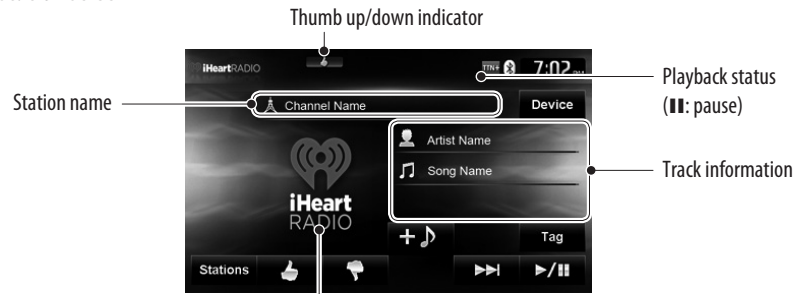 Thumb up/down indicator
iHeartRADIO
TTN+
7:02 PM
Playback status
(▮▮: pause)
Station name
Channel Name
Device
Artist Name
Song Name
Track information
iHeart
RADIO
Tag
Stations